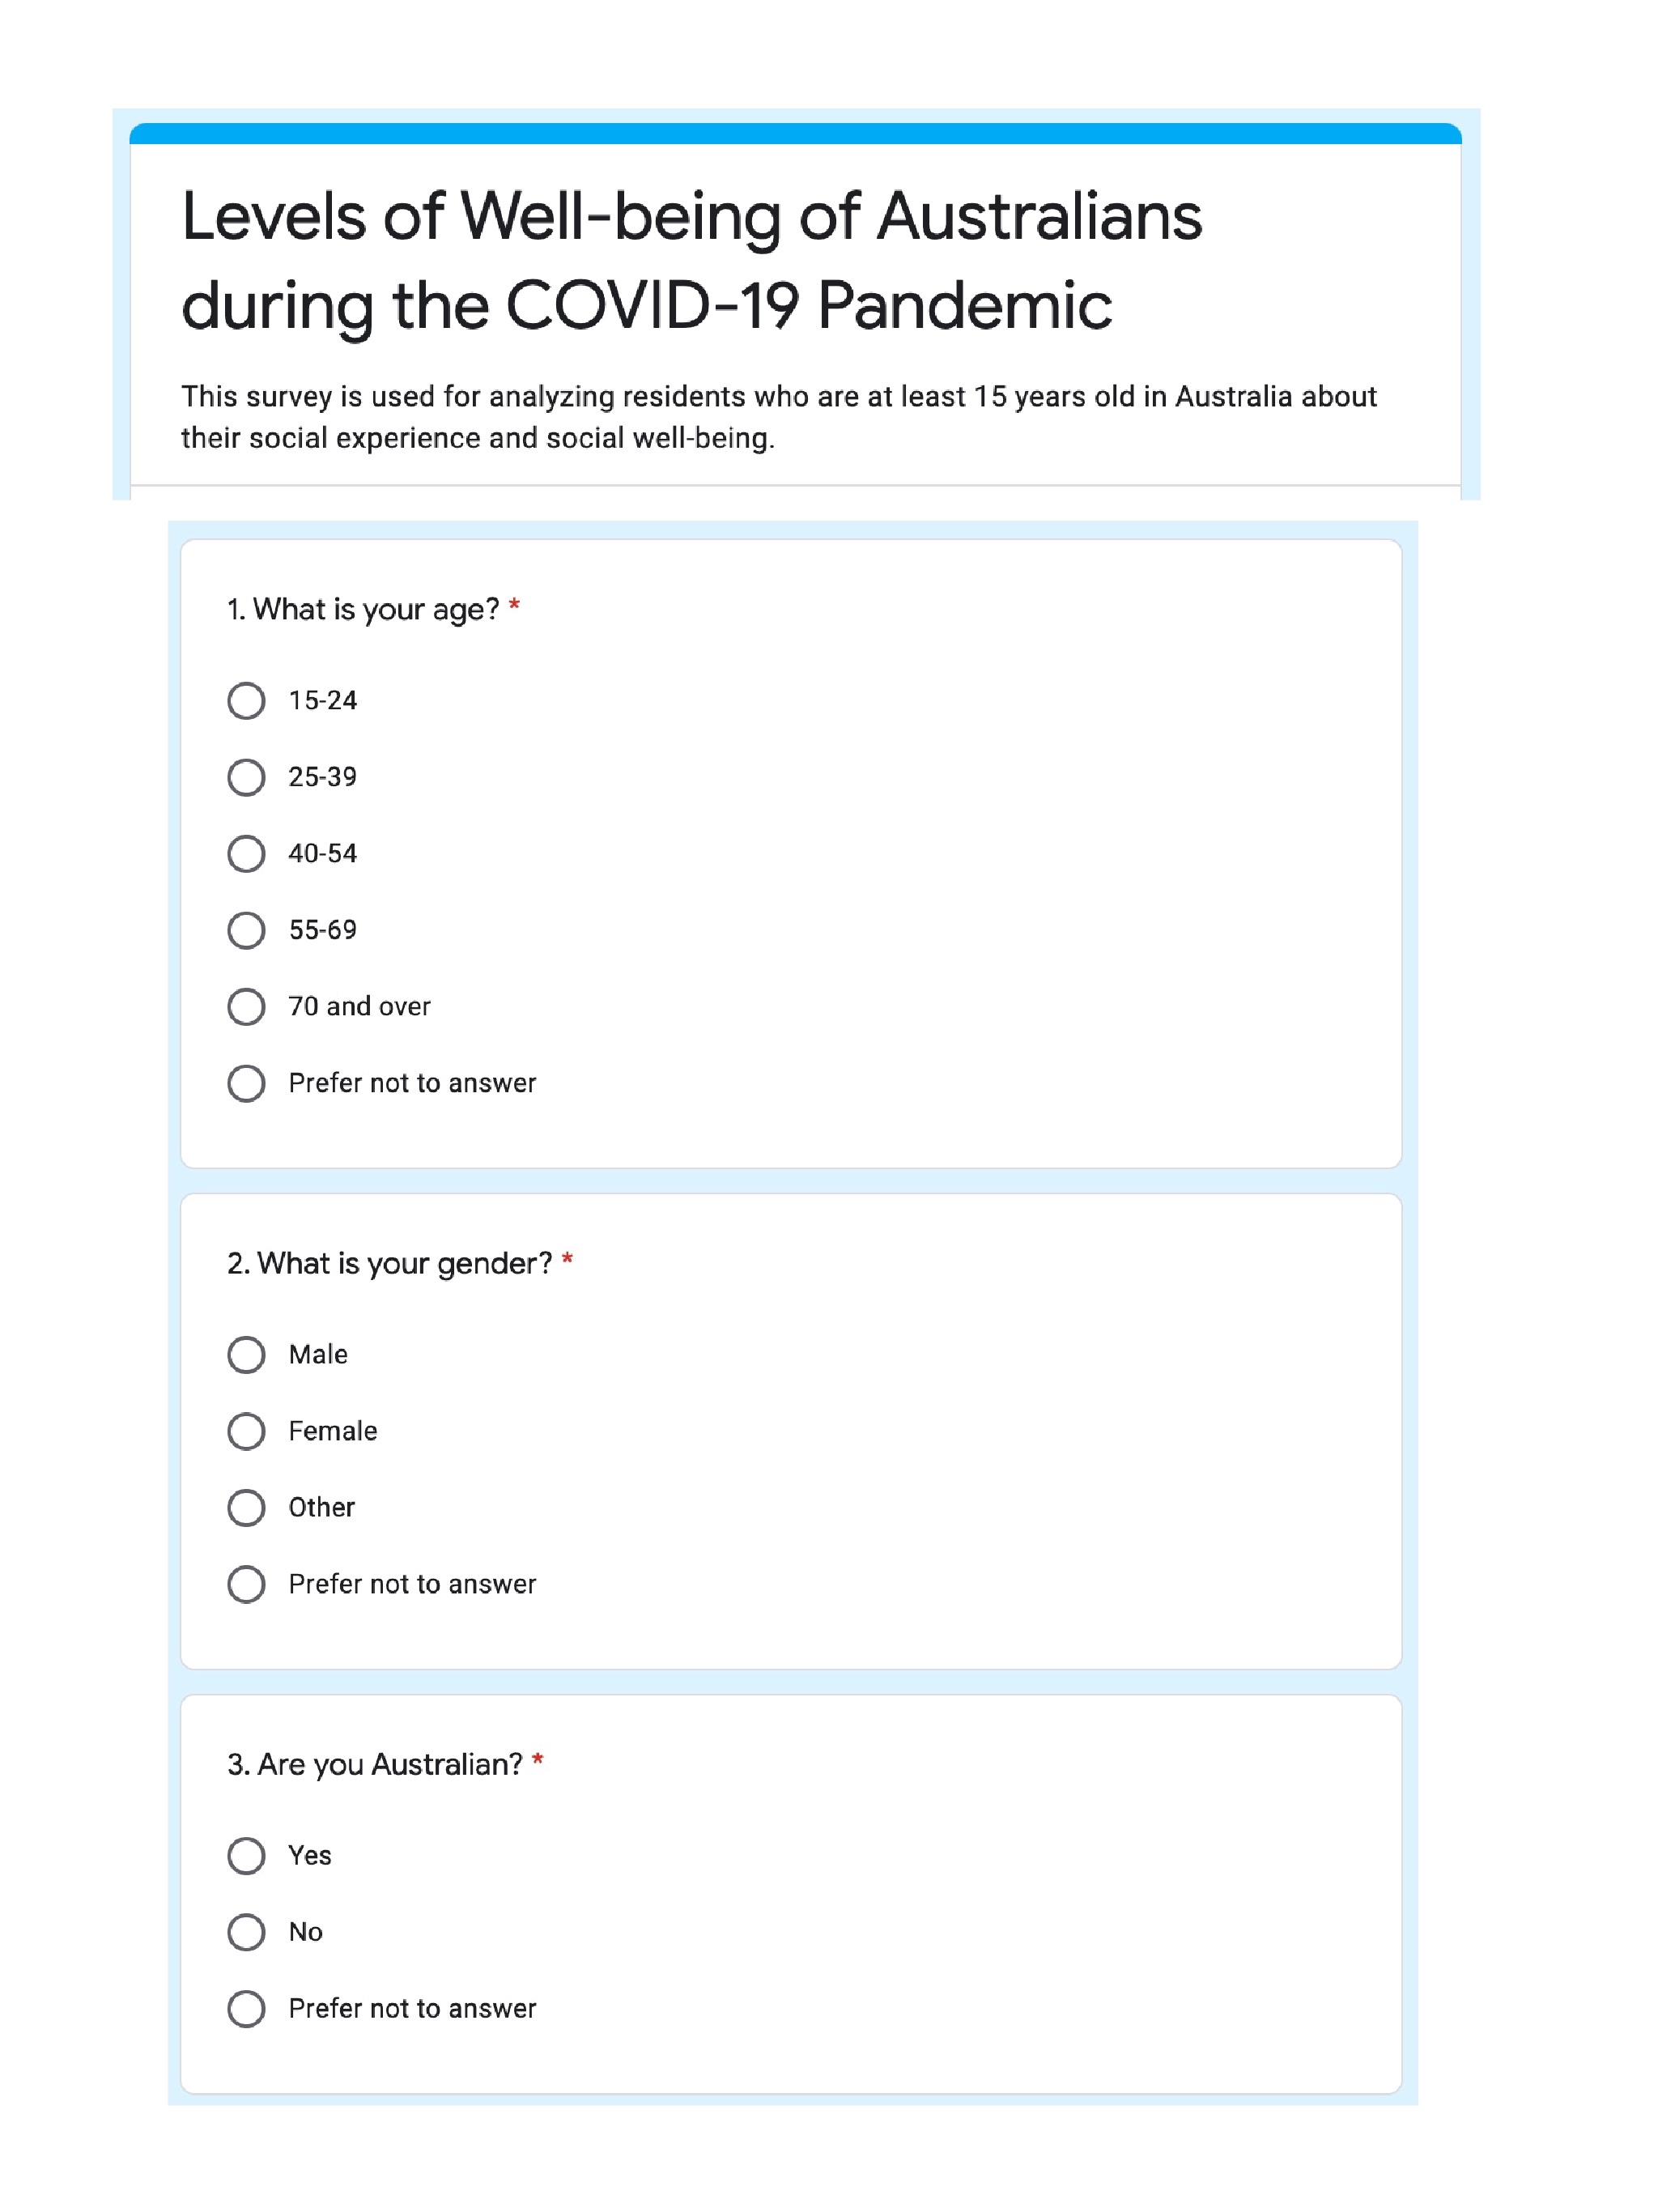 Levels of Well-being of Australians
during the COVID-19 Pandemic
This survey is used for analyzing residents who are at least 15 years old in Australia about
their social experience and social well-being.
1. What is your age? *
15-24
25-39
40-54
55-69
70 and over
Prefer not to answer
2. What is your gender? *
Male
Female
Other
Prefer not to answer
3. Are you Australian? *
Yes
No
Prefer not to answer